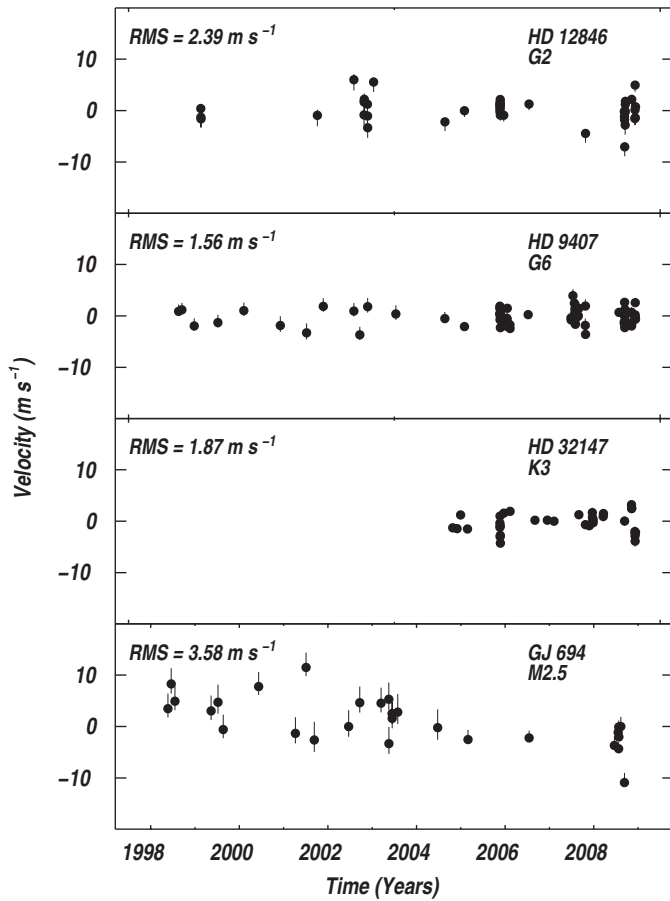 RMS = 2.39 m s⁻¹ HD 12846
G2
10
0
−10
RMS = 1.56 m s⁻¹ HD 9407
G6
10
0
−10
Velocity (m s⁻¹)
RMS = 1.87 m s⁻¹ HD 32147
K3
10
0
−10
RMS = 3.58 m s⁻¹ GJ 694
M2.5
10
0
−10
1998 2000 2002 2004 2006 2008
Time (Years)